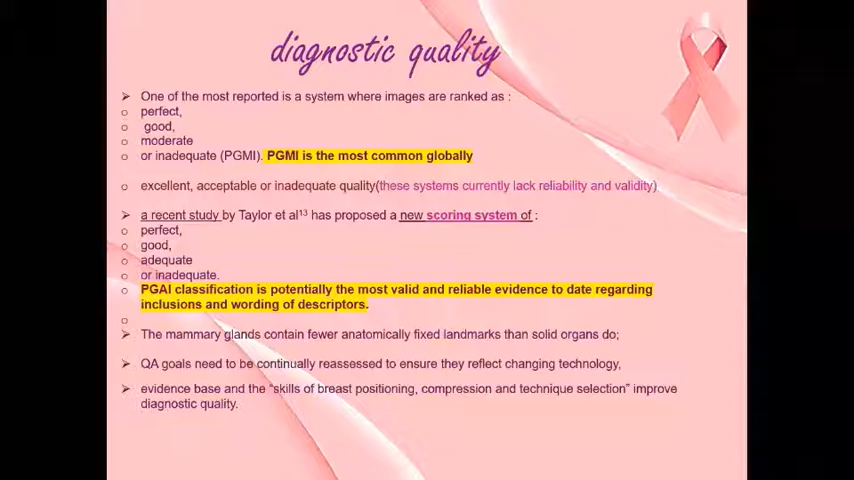 diagnostic quality
➢ One of the most reported is a system where images are ranked as :
o perfect,
o good,
o moderate
o or inadequate (PGMI). PGMI is the most common globally
o excellent, acceptable or inadequate quality(these systems currently lack reliability and validity)
➢ a recent study by Taylor et al¹³ has proposed a new scoring system of :
o perfect,
o good,
o adequate
o or inadequate.
o PGAI classification is potentially the most valid and reliable evidence to date regarding
inclusions and wording of descriptors.
o
➢ The mammary glands contain fewer anatomically fixed landmarks than solid organs do;
➢ QA goals need to be continually reassessed to ensure they reflect changing technology,
➢ evidence base and the “skills of breast positioning, compression and technique selection” improve
diagnostic quality.